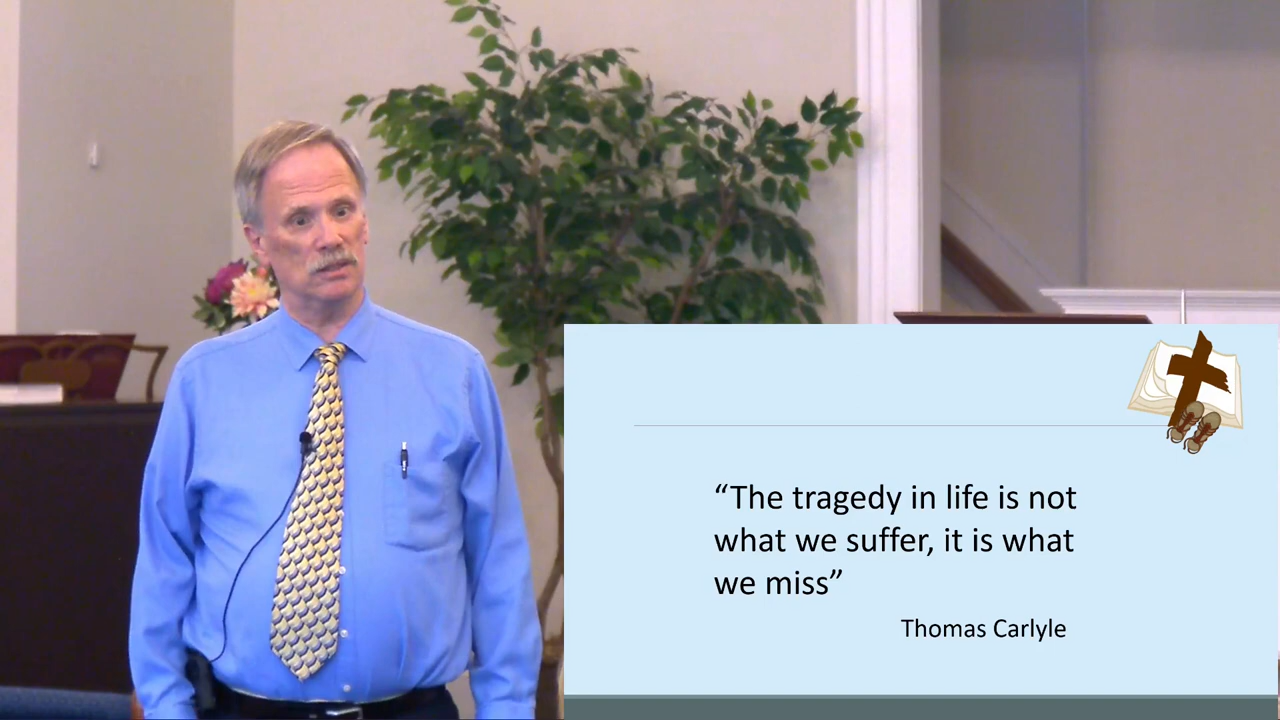 “The tragedy in life is not
what we suffer, it is what
we miss”
Thomas Carlyle